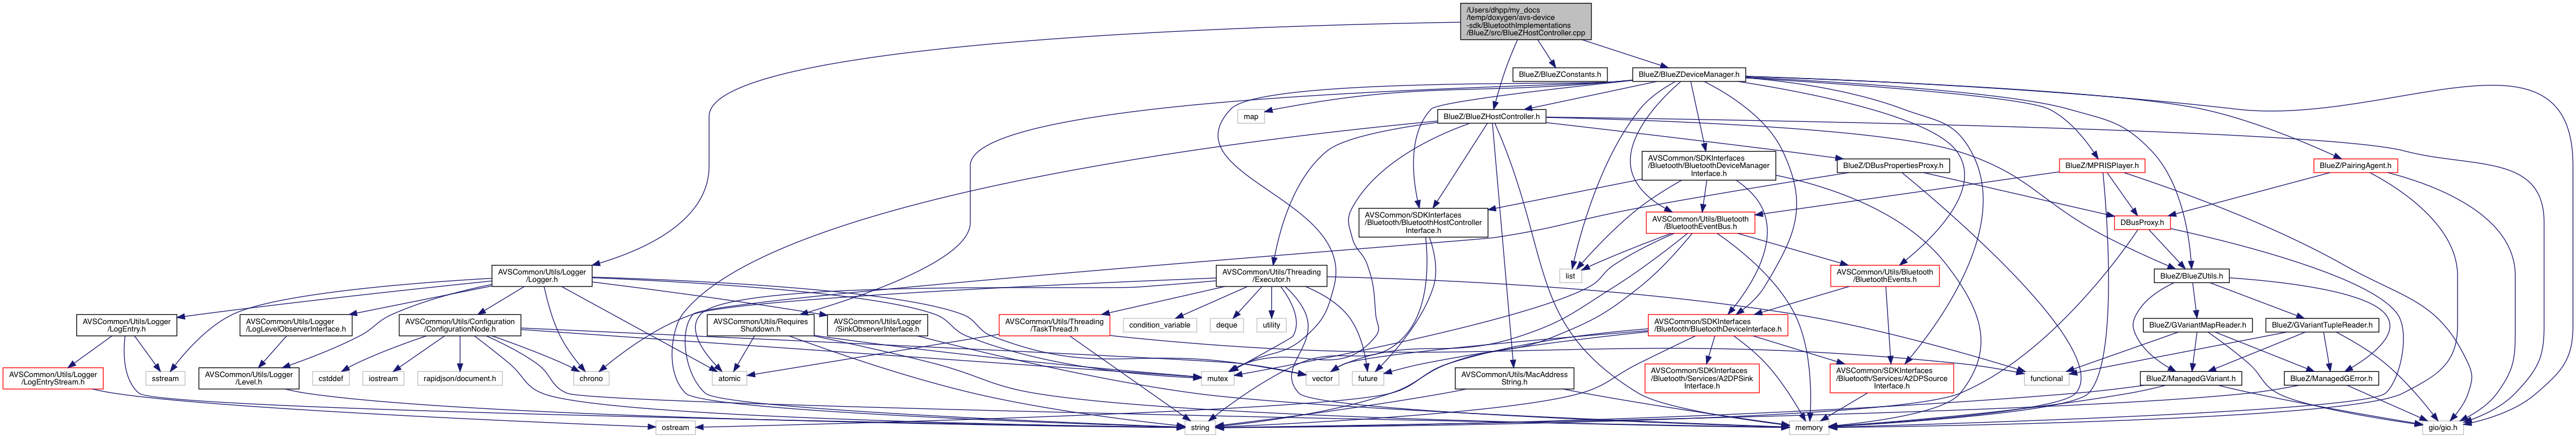 /Users/dhpp/my_docs
/temp/doxygen/avs-device
-sdk/BluetoothImplementations
/BlueZ/src/BlueZHostController.cpp
BlueZ/BlueZConstants.h
BlueZ/BlueZDeviceManager.h
map
BlueZ/BlueZHostController.h
AVSCommon/SDKInterfaces
/Bluetooth/BluetoothDeviceManager
Interface.h
BlueZ/DBusPropertiesProxy.h
BlueZ/MPRISPlayer.h
BlueZ/PairingAgent.h
AVSCommon/SDKInterfaces
/Bluetooth/BluetoothHostController
Interface.h
AVSCommon/Utils/Bluetooth
/BluetoothEventBus.h
DBusProxy.h
AVSCommon/Utils/Logger
/Logger.h
AVSCommon/Utils/Threading
/Executor.h
list
AVSCommon/Utils/Bluetooth
/BluetoothEvents.h
BlueZ/BlueZUtils.h
AVSCommon/Utils/Logger
/LogEntry.h
AVSCommon/Utils/Logger
/LogLevelObserverInterface.h
AVSCommon/Utils/Configuration
/ConfigurationNode.h
AVSCommon/Utils/Requires
Shutdown.h
AVSCommon/Utils/Logger
/SinkObserverInterface.h
AVSCommon/Utils/Threading
/TaskThread.h
condition_variable
deque
utility
AVSCommon/SDKInterfaces
/Bluetooth/BluetoothDeviceInterface.h
BlueZ/GVariantMapReader.h
BlueZ/GVariantTupleReader.h
AVSCommon/Utils/Logger
/LogEntryStream.h
sstream
AVSCommon/Utils/Logger
/Level.h
cstddef
iostream
rapidjson/document.h
chrono
atomic
mutex
vector
future
AVSCommon/Utils/MacAddress
String.h
AVSCommon/SDKInterfaces
/Bluetooth/Services/A2DPSink
Interface.h
AVSCommon/SDKInterfaces
/Bluetooth/Services/A2DPSource
Interface.h
functional
BlueZ/ManagedGVariant.h
BlueZ/ManagedGError.h
ostream
string
memory
gio/gio.h